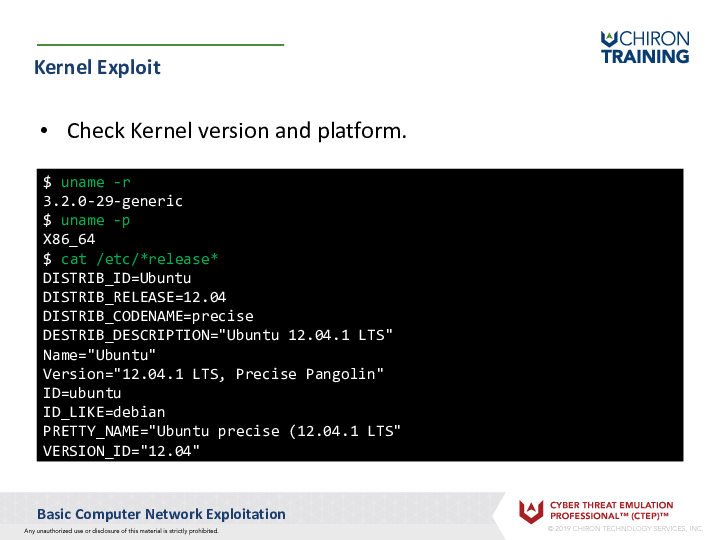 CHIRON
TRAINING
Kernel Exploit
• Check Kernel version and platform.
$ uname -r
3.2.0-29-generic
$ uname -p
X86_64
$ cat /etc/*release*
DISTRIB_ID=Ubuntu
DISTRIB_RELEASE=12.04
DISTRIB_CODENAME=precise
DESTRIB_DESCRIPTION="Ubuntu 12.04.1 LTS"
Name="Ubuntu"
Version="12.04.1 LTS, Precise Pangolin"
ID=ubuntu
ID_LIKE=debian
PRETTY_NAME="Ubuntu precise (12.04.1 LTS"
VERSION_ID="12.04"
Basic Computer Network Exploitation
Any unauthorized use or disclosure of this material is strictly prohibited.
CYBER THREAT EMULATION
PROFESSIONAL™ (CTEP)™
© 2019 CHIRON TECHNOLOGY SERVICES, INC.